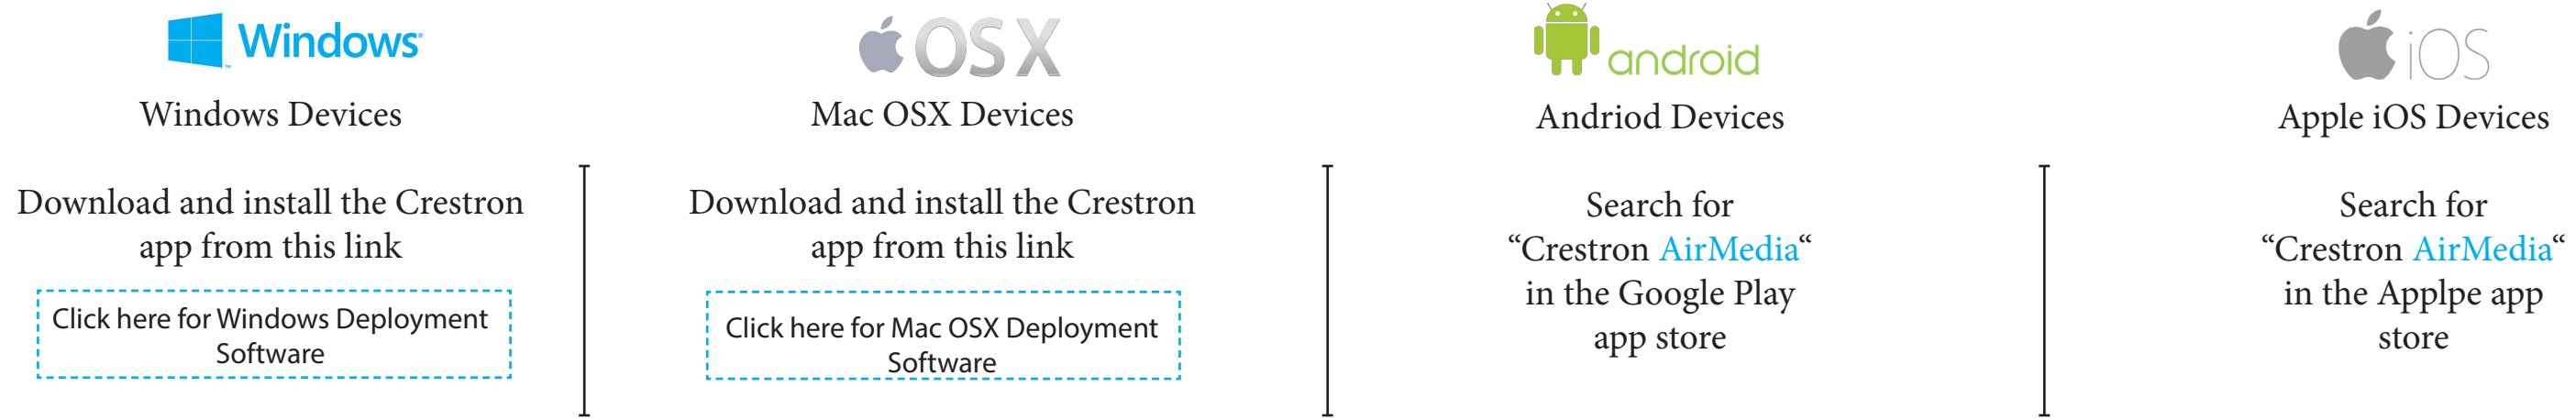 Windows
Windows Devices
Download and install the Crestron
app from this link
Click here for Windows Deployment
Software
OS X
Mac OSX Devices
Download and install the Crestron
app from this link
Click here for Mac OSX Deployment
Software
android
Andriod Devices
Search for
“Crestron AirMedia“
in the Google Play
app store
iOS
Apple iOS Devices
Search for
“Crestron AirMedia“
in the Applpe app
store